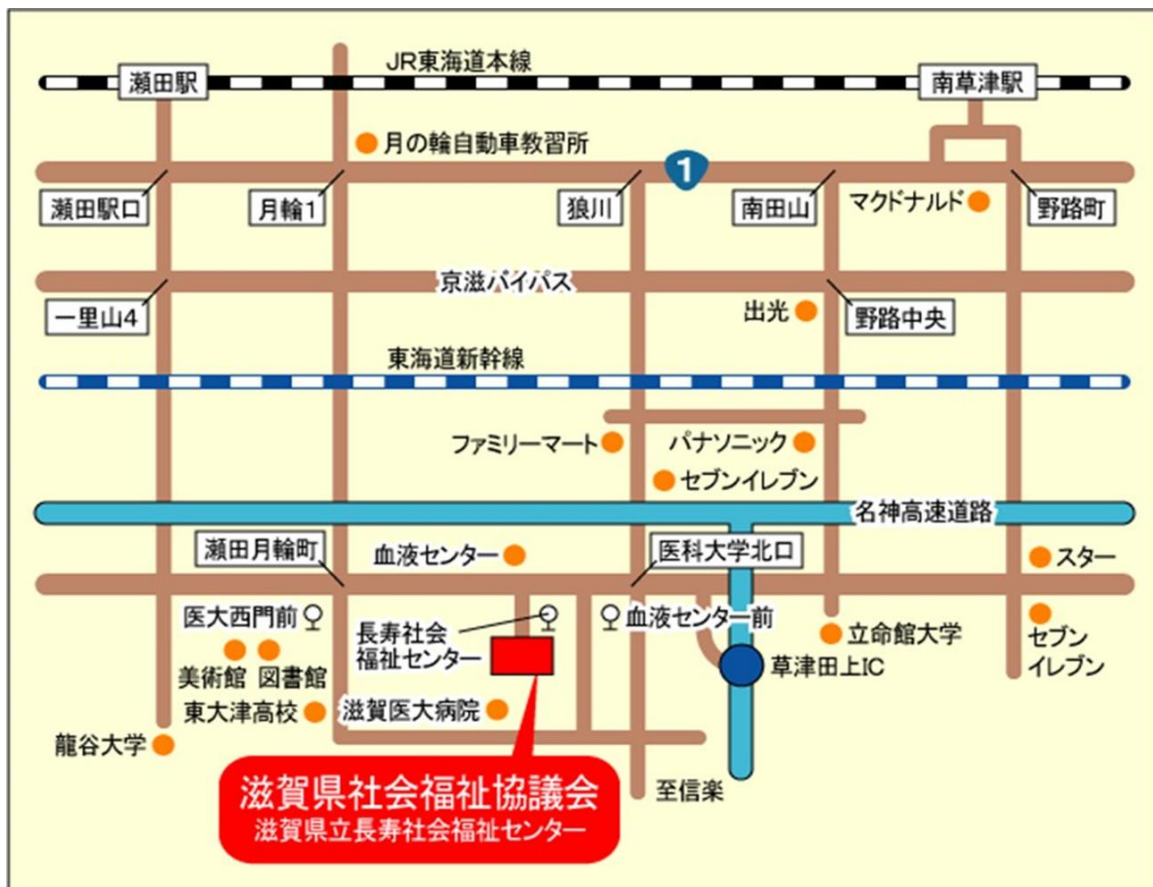 JR東海道本線
瀬田駅
南草津駅
月の輪自動車教習所
1
瀬田駅口
月輪1
狼川
南田山
マクドナルド
野路町
京滋バイパス
一里山4
出光
野路中央
東海道新幹線
ファミリーマート
パナソニック
セブンイレブン
名神高速道路
瀬田月輪町
血液センター
医科大学北口
スター
医大西門前
長寿社会
福祉センター
血液センター前
立命館大学
セブン
イレブン
美術館
図書館
草津田上IC
東大津高校
滋賀医大病院
龍谷大学
至信楽
滋賀県社会福祉協議会
滋賀県立長寿社会福祉センター